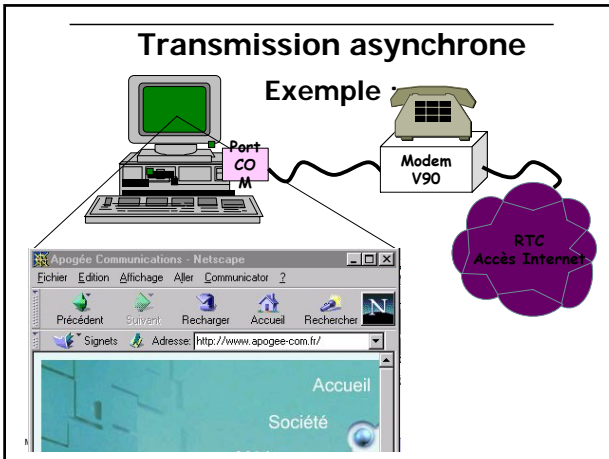 Transmission asynchrone
Exemple :
Port
CO
M
Modem
V90
RTC
Accès Internet
Apogée Communications - Netscape
Fichier Edition Affichage Aller Communicator ?
Précédent Suivant Recharger Accueil Rechercher N
Signets Adresse: http://www.apogee-com.fr/
Accueil
Société